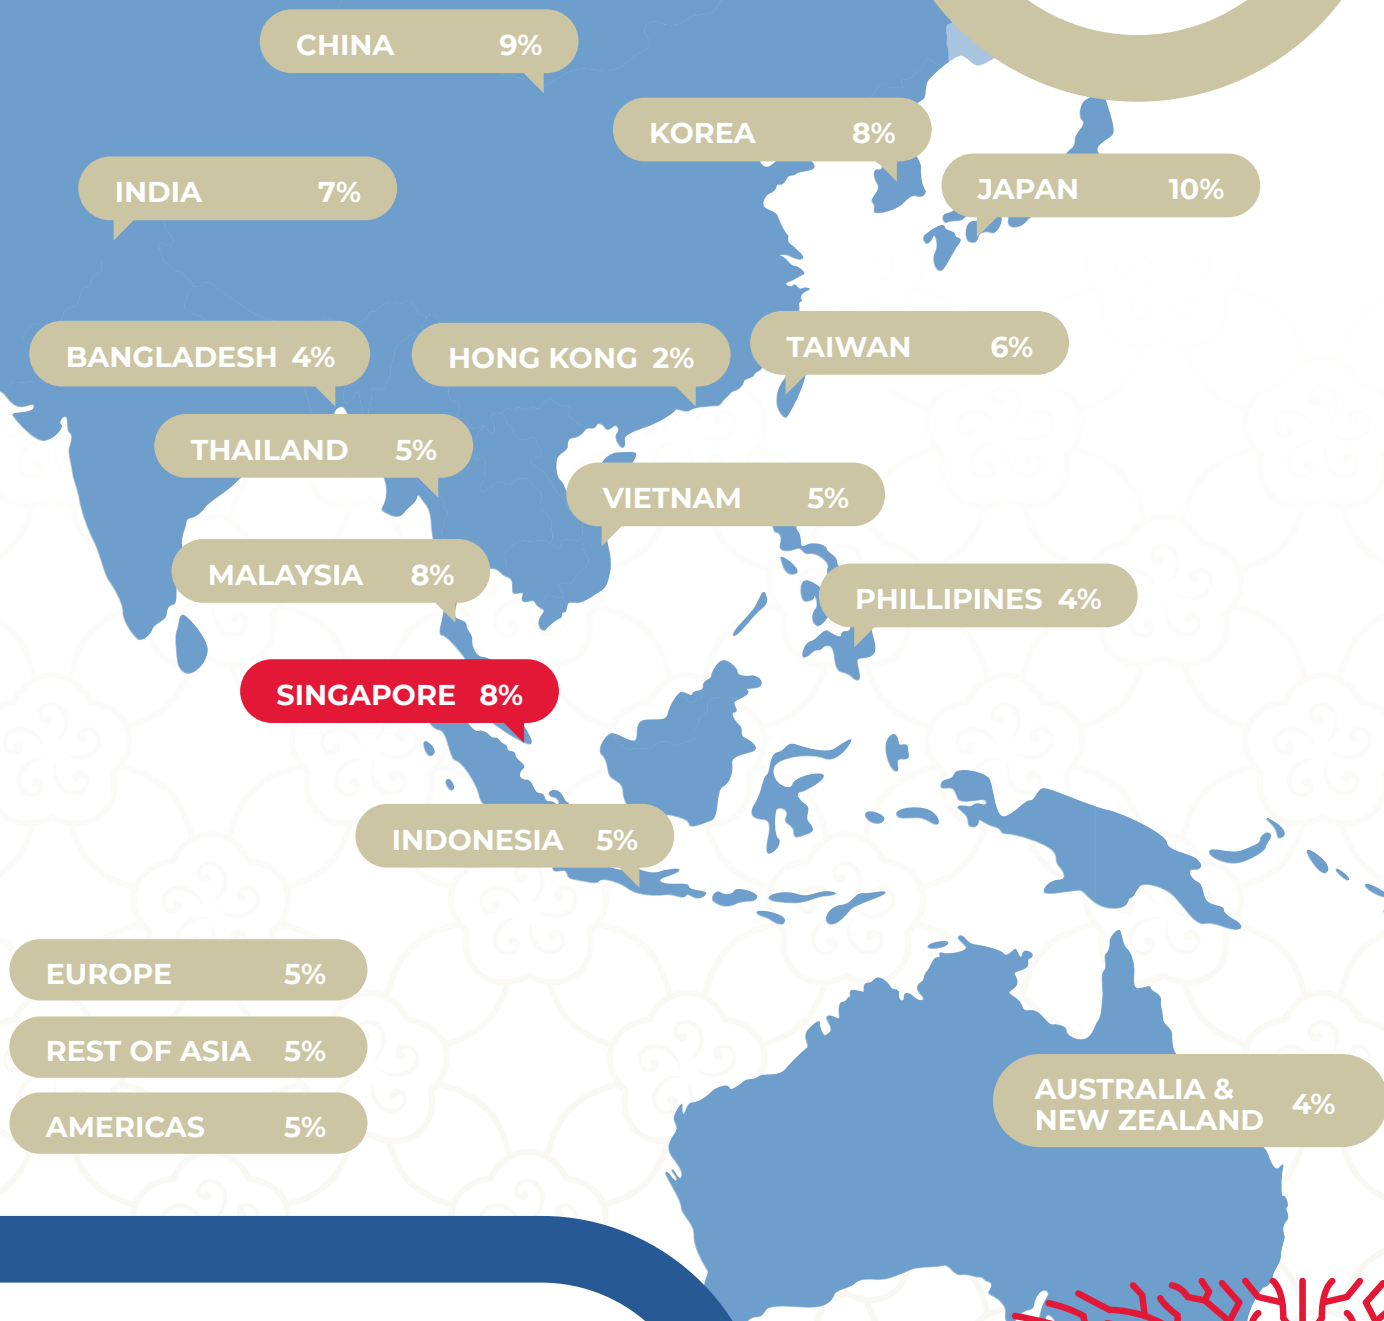 CHINA 9%
KOREA 8%
INDIA 7%
JAPAN 10%
BANGLADESH 4%
HONG KONG 2%
TAIWAN 6%
THAILAND 5%
VIETNAM 5%
MALAYSIA 8%
PHILLIPINES 4%
SINGAPORE 8%
INDONESIA 5%
EUROPE 5%
REST OF ASIA 5%
AMERICAS 5%
AUSTRALIA &
NEW ZEALAND 4%